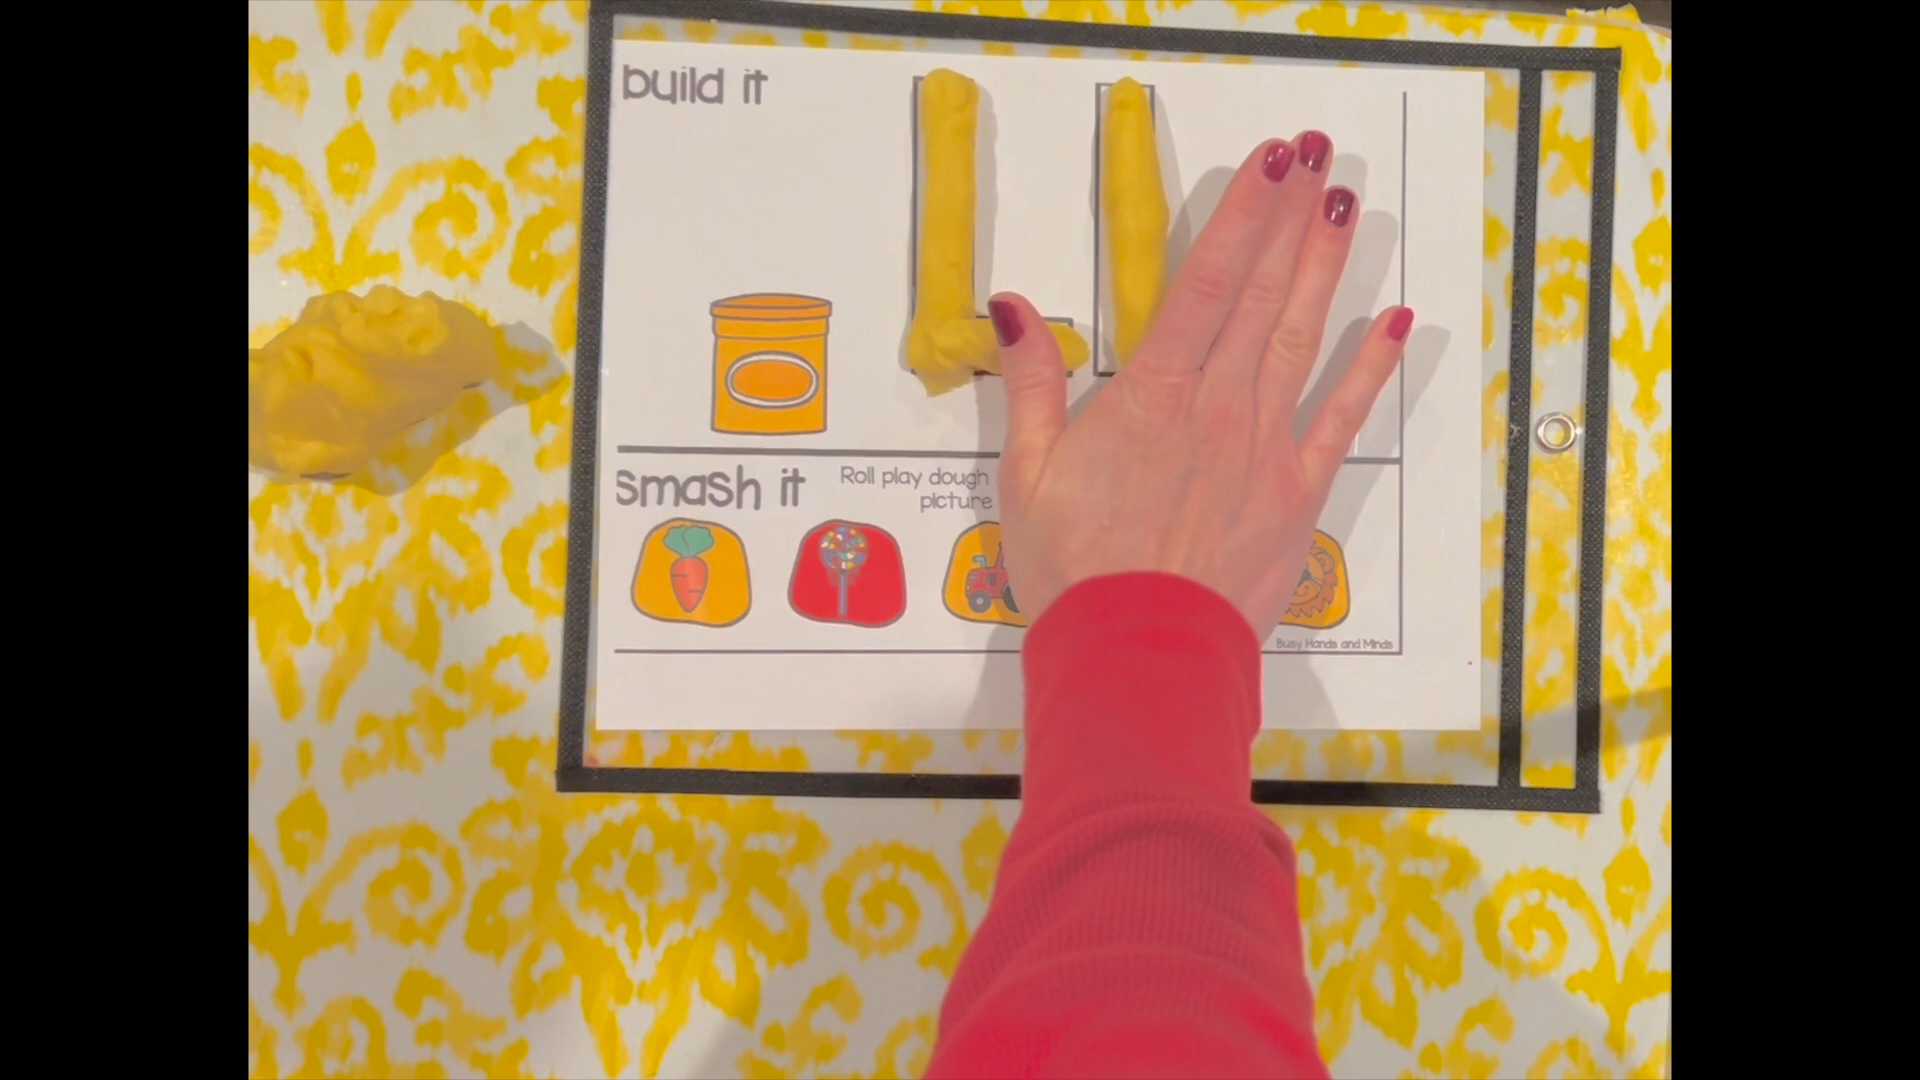 build it
smash it
Roll play dough
picture
Busy Hands and Minds